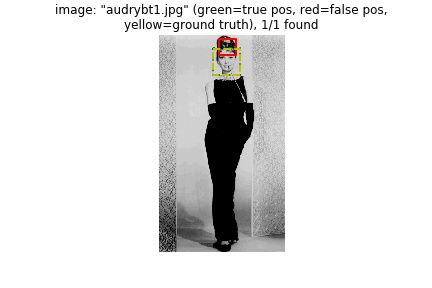 image: "audrybt1.jpg" (green=true pos, red=false pos,
yellow=ground truth), 1/1 found